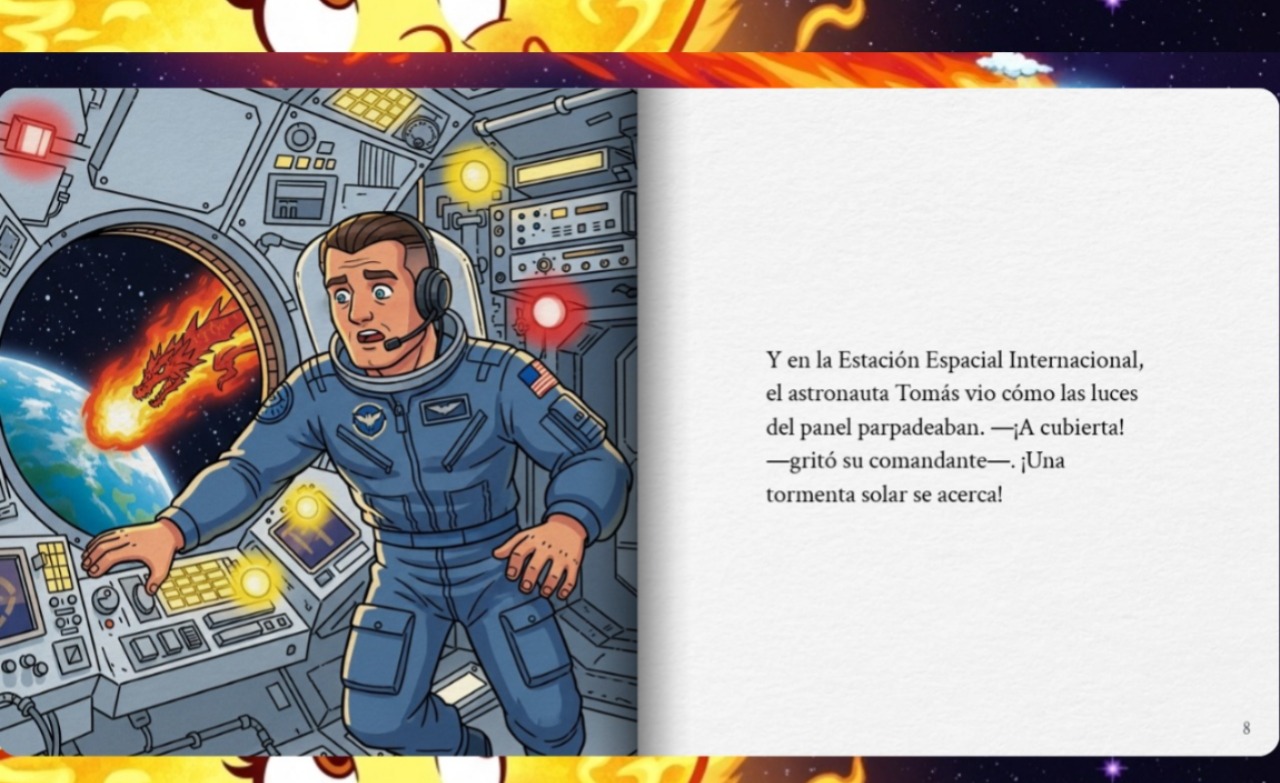 Y en la Estación Espacial Internacional,
el astronauta Tomás vio cómo las luces
del panel parpadeaban. —¡A cubierta!
—gritó su comandante—. ¡Una
tormenta solar se acerca!
8